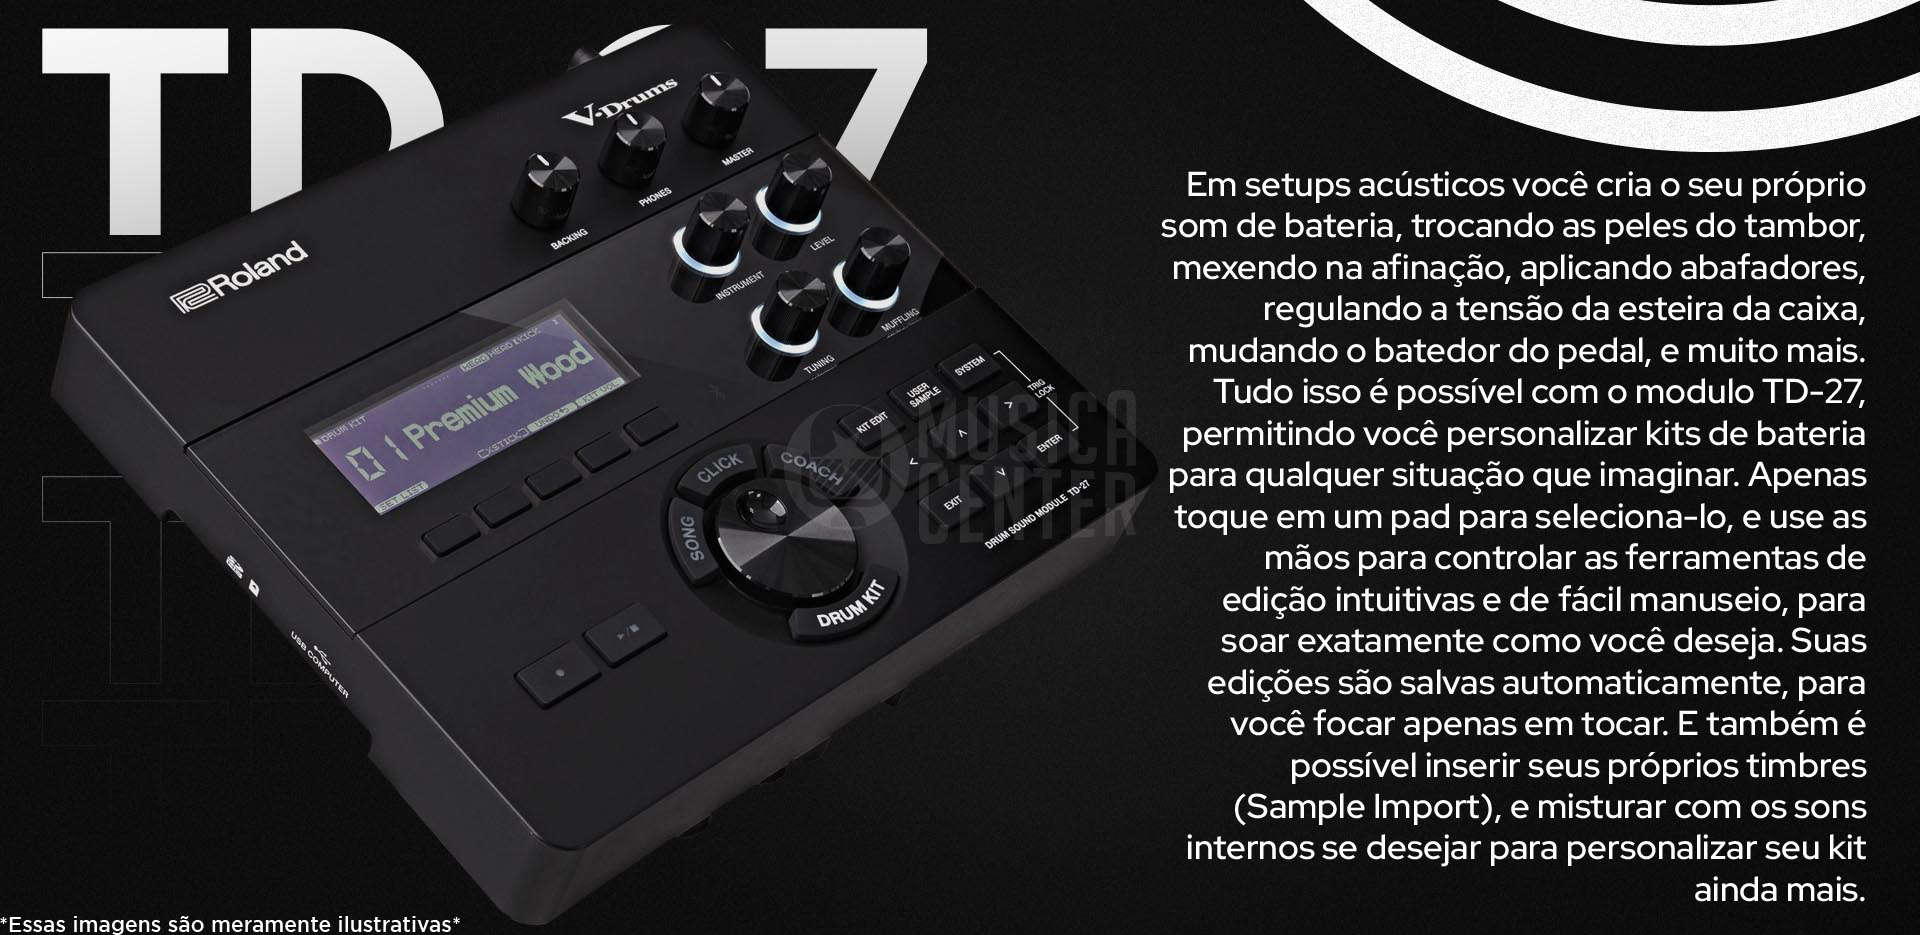 TD-27
V-Drums
MASTER
PHONES
BACKING
LEVEL
INSTRUMENT
MUFFLING
TUNING
Roland
DRUM KIT
HEAD HEAD:KICK
01 Premium Wood
SET LIST
KIT VOL
SYSTEM
USER
SAMPLE
KIT EDIT
TRIG
LOCK
ENTER
EXIT
DRUM SOUND MODULE TD-27
CLICK
COACH
SONG
DRUM KIT
USB COMPUTER
MUSICA
CENTER
Em setups acústicos você cria o seu próprio
som de bateria, trocando as peles do tambor,
mexendo na afinação, aplicando abafadores,
regulando a tensão da esteira da caixa,
mudando o batedor do pedal, e muito mais.
Tudo isso é possível com o modulo TD-27,
permitindo você personalizar kits de bateria
para qualquer situação que imaginar. Apenas
toque em um pad para seleciona-lo, e use as
mãos para controlar as ferramentas de
edição intuitivas e de fácil manuseio, para
soar exatamente como você deseja. Suas
edições são salvas automaticamente, para
você focar apenas em tocar. E também é
possível inserir seus próprios timbres
(Sample Import), e misturar com os sons
internos se desejar para personalizar seu kit
ainda mais.
*Essas imagens são meramente ilustrativas*